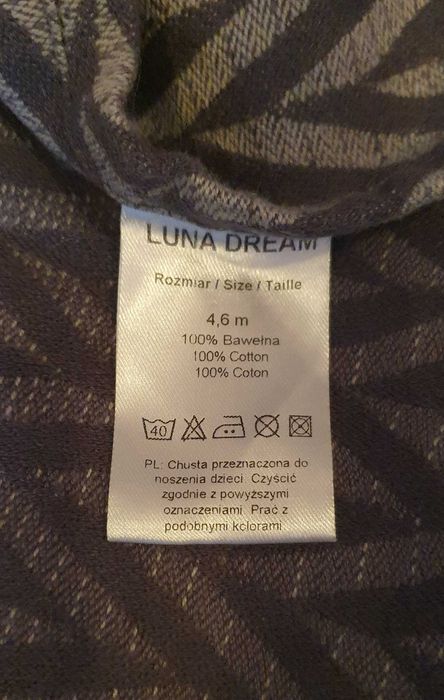 LUNA DREAM
Rozmiar / Size / Taille
4,6 m
100% Bawełna
100% Cotton
100% Coton
40
PL: Chusta przeznaczona do
noszenia dzieci. Czyścić
zgodnie z powyższymi
oznaczeniami. Prać z
podobnymi kolorami.